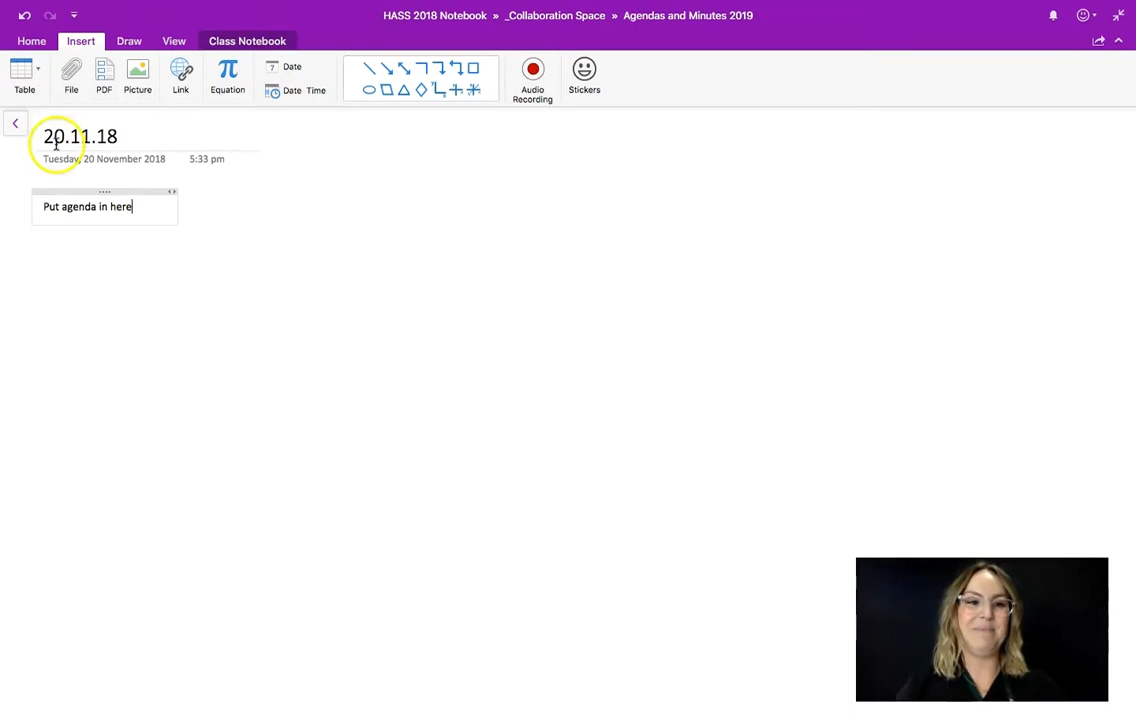 HASS 2018 Notebook » _Collaboration Space » Agendas and Minutes 2019
Home Insert Draw View Class Notebook
Table File PDF Picture Link Equation
7 Date
Date Time
Audio Recording
Stickers
20.11.18
Tuesday, 20 November 2018 5:33 pm
Put agenda in here